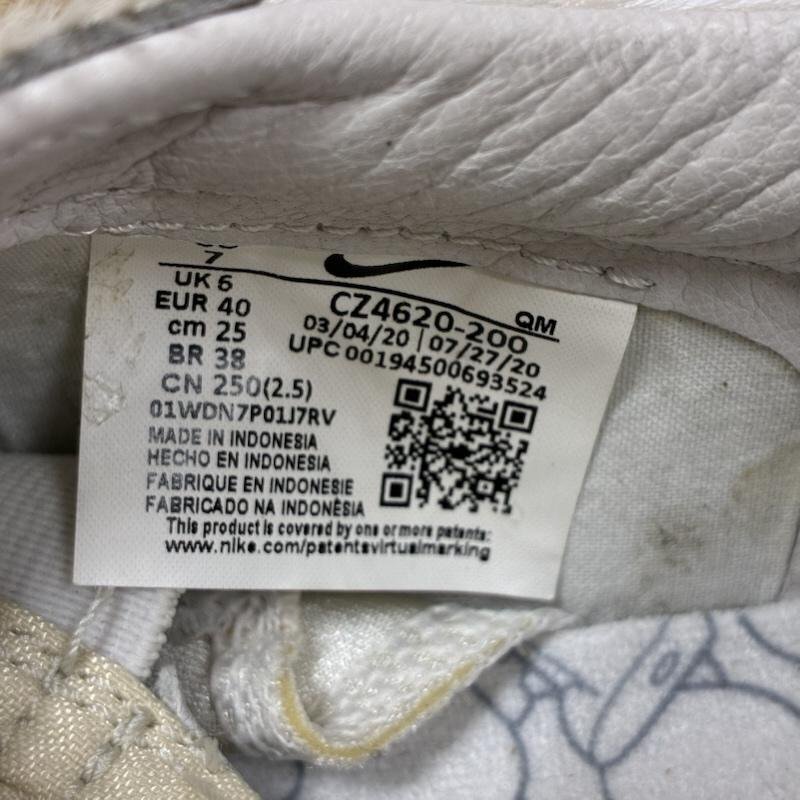 7
UK 6
EUR 40
cm 25
BR 38
CN 250(2.5)
QM
CZ4620-200
03/04/20 | 07/27/20
UPC 00194500693524
01WDN7P01J7RV
MADE IN INDONESIA
HECHO EN INDONESIA
FABRIQUE EN INDONESIE
FABRICADO NA INDONÈSIA
This product is covered by one or more patents:
www.nike.com/patentsvirtualmarking